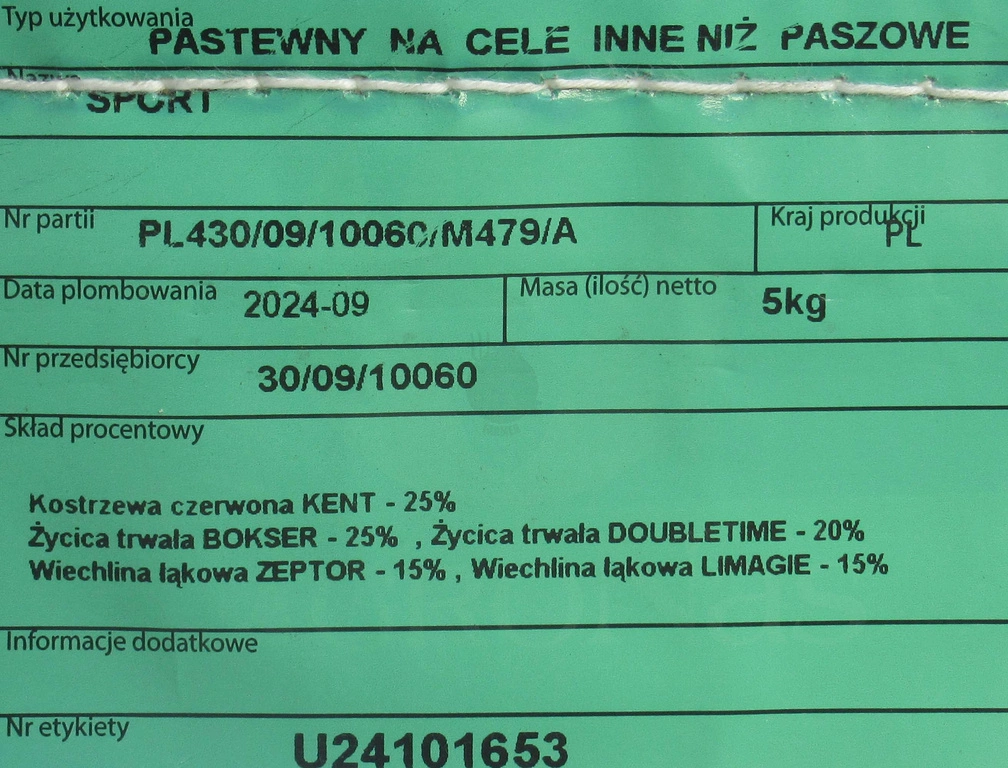 Typ użytkowania
PASTEWNY NA CELE INNE NIŻ PASZOWE
Nazwa
SPORT
Nr partii PL430/09/10060/M479/A Kraj produkcji PL
Data plombowania 2024-09 Masa (ilość) netto 5kg
Nr przedsiębiorcy
30/09/10060
Skład procentowy
Kostrzewa czerwona KENT - 25%
Życica trwała BOKSER - 25% , Życica trwała DOUBLETIME - 20%
Wiechlina łąkowa ZEPTOR - 15% , Wiechlina łąkowa LIMAGIE - 15%
Informacje dodatkowe
Nr etykiety
U24101653